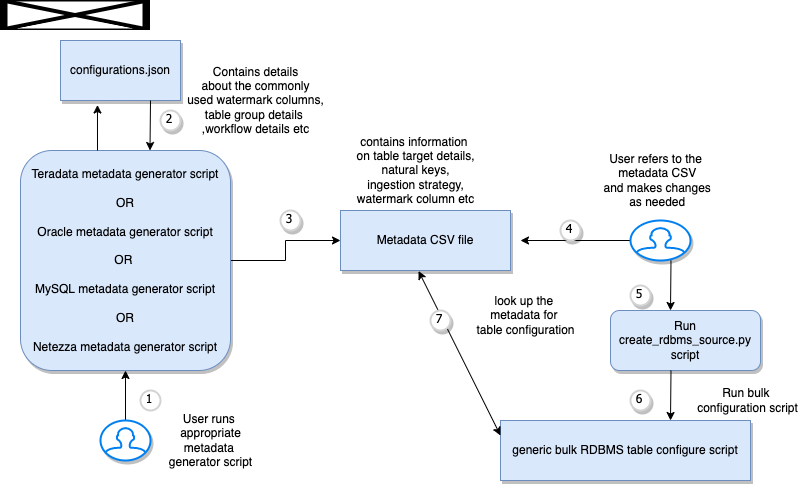 configurations.json
Contains details
about the commonly
used watermark columns,
table group details
,workflow details etc
2
Teradata metadata generator script
OR
Oracle metadata generator script
OR
MySQL metadata generator script
OR
Netezza metadata generator script
1
User runs
appropriate
metadata
generator script
3
contains information
on table target details,
natural keys,
ingestion strategy,
watermark column etc
Metadata CSV file
4
User refers to the
metadata CSV
and makes changes
as needed
5
Run
create_rdbms_source.py
script
6
Run bulk
configuration script
7
look up the
metadata for
table configuration
generic bulk RDBMS table configure script